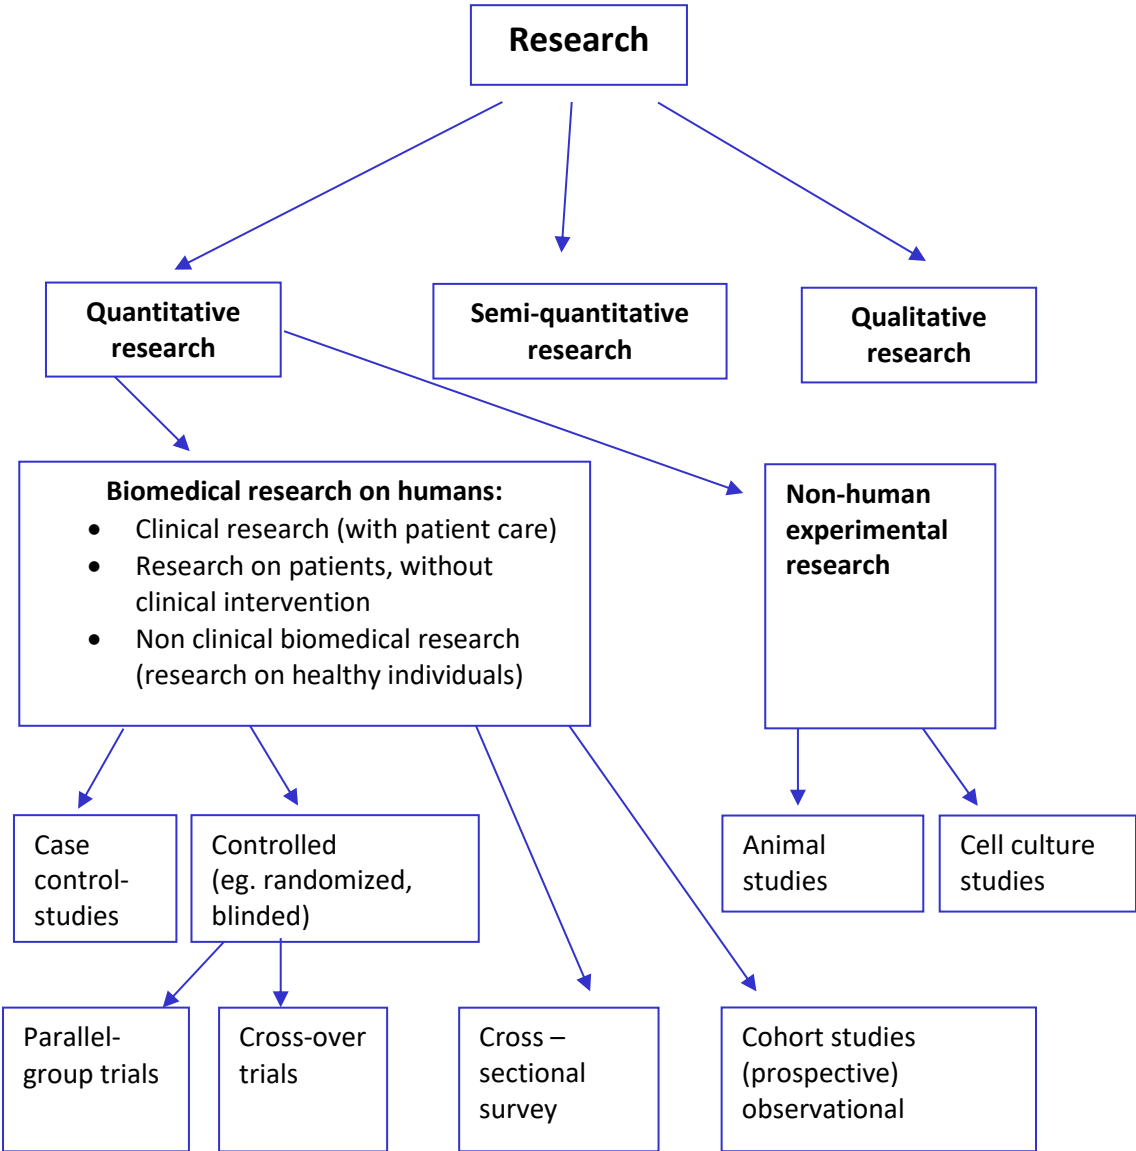 Research
Quantitative
research
Semi-quantitative
research
Qualitative
research
Biomedical research on humans:
• Clinical research (with patient care)
• Research on patients, without
clinical intervention
• Non clinical biomedical research
(research on healthy individuals)
Non-human
experimental
research
Case
control-
studies
Controlled
(eg. randomized,
blinded)
Animal
studies
Cell culture
studies
Parallel-
group trials
Cross-over
trials
Cross –
sectional
survey
Cohort studies
(prospective)
observational